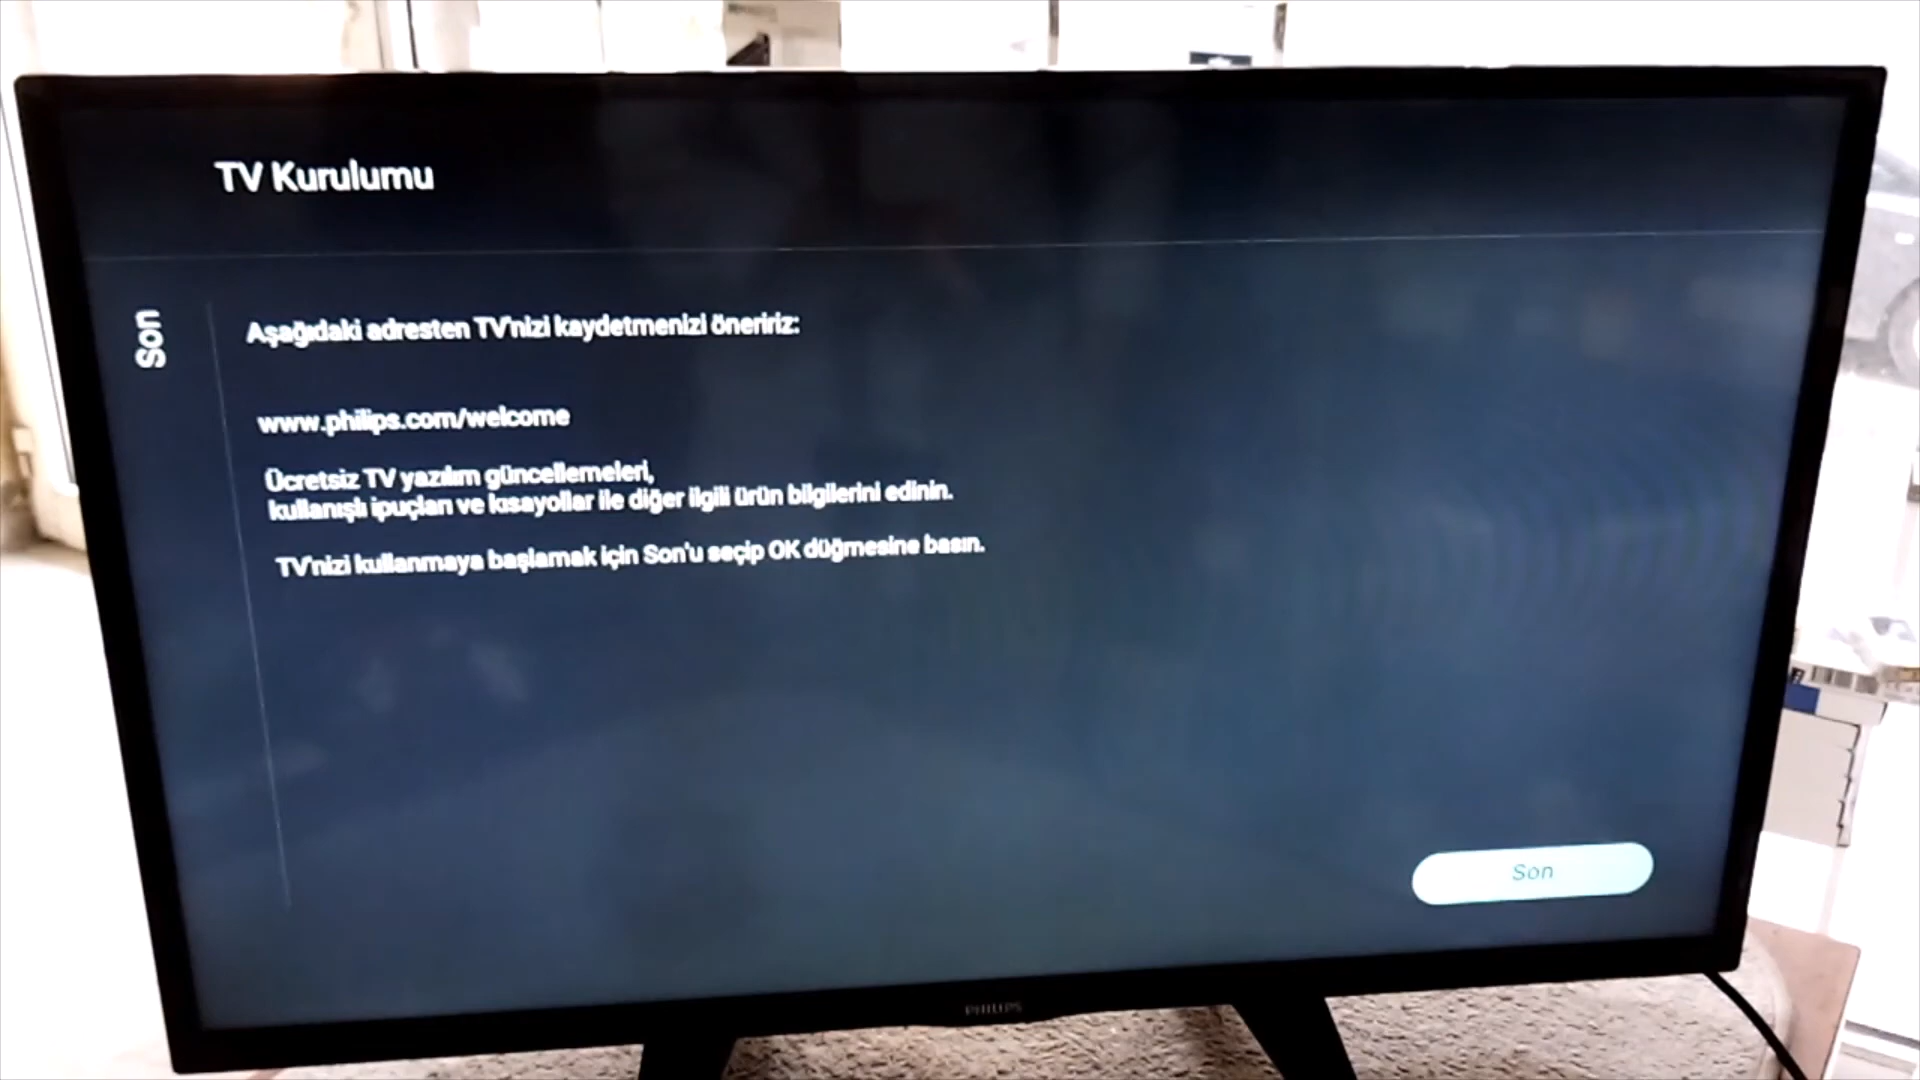 TV Kurulumu
Son
Aşağıdaki adresten TV'nizi kaydetmenizi öneririz:
www.philips.com/welcome
Ücretsiz TV yazılım güncellemeleri,
kullanışlı ipuçları ve kısayollar ile diğer ilgili ürün bilgilerini edinin.
TV'nizi kullanmaya başlamak için Son'u seçip OK düğmesine basın.
Son
PHILIPS